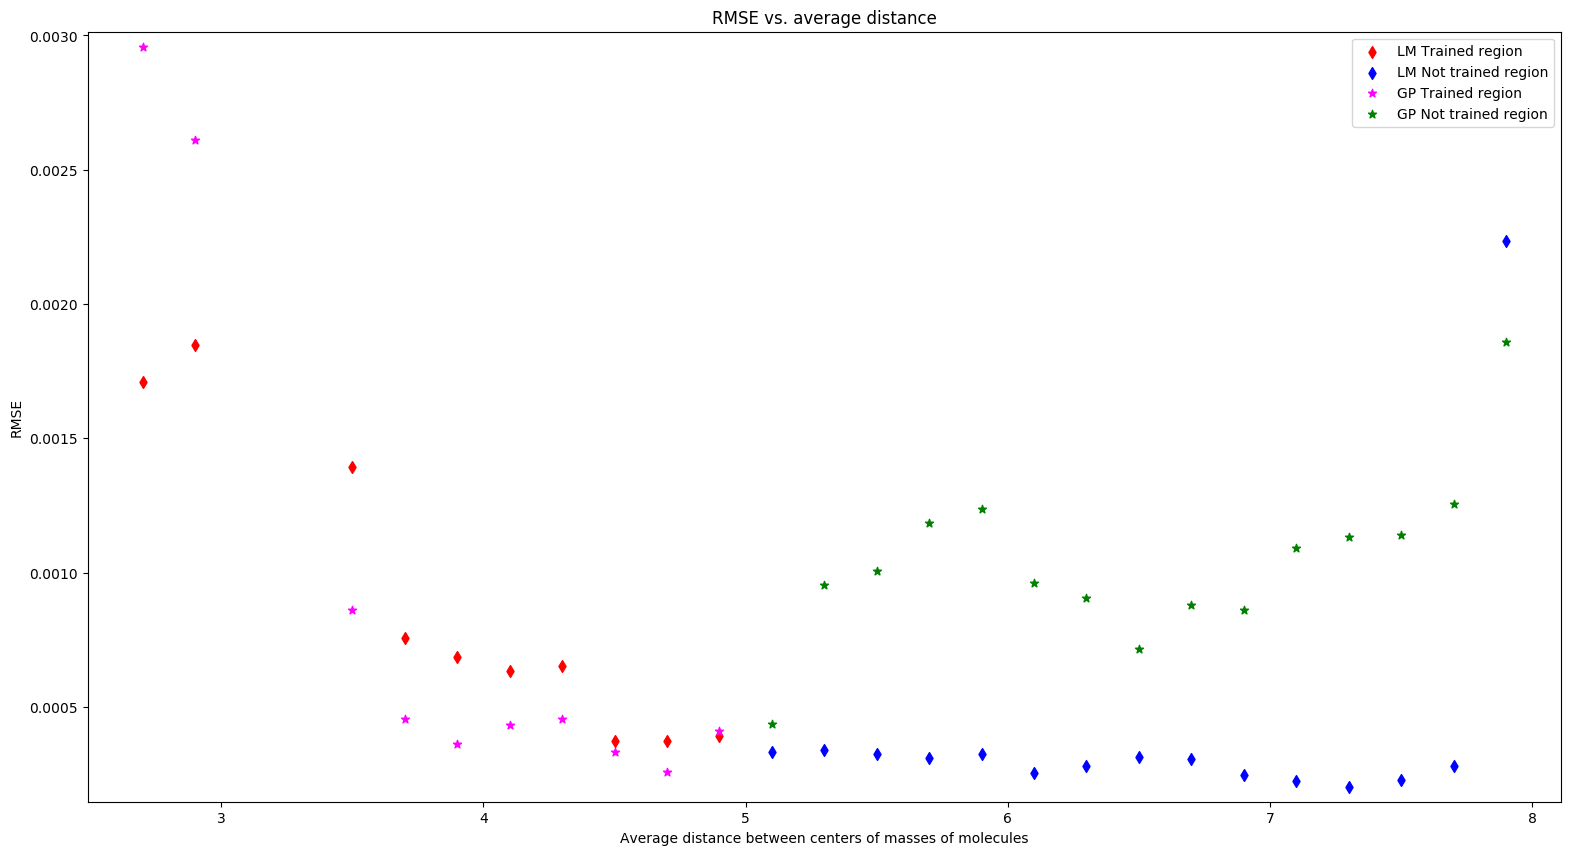 RMSE vs. average distance
LM Trained region
LM Not trained region
GP Trained region
GP Not trained region
0.0030
0.0025
0.0020
0.0015
0.0010
0.0005
RMSE
3 4 5 6 7 8
Average distance between centers of masses of molecules